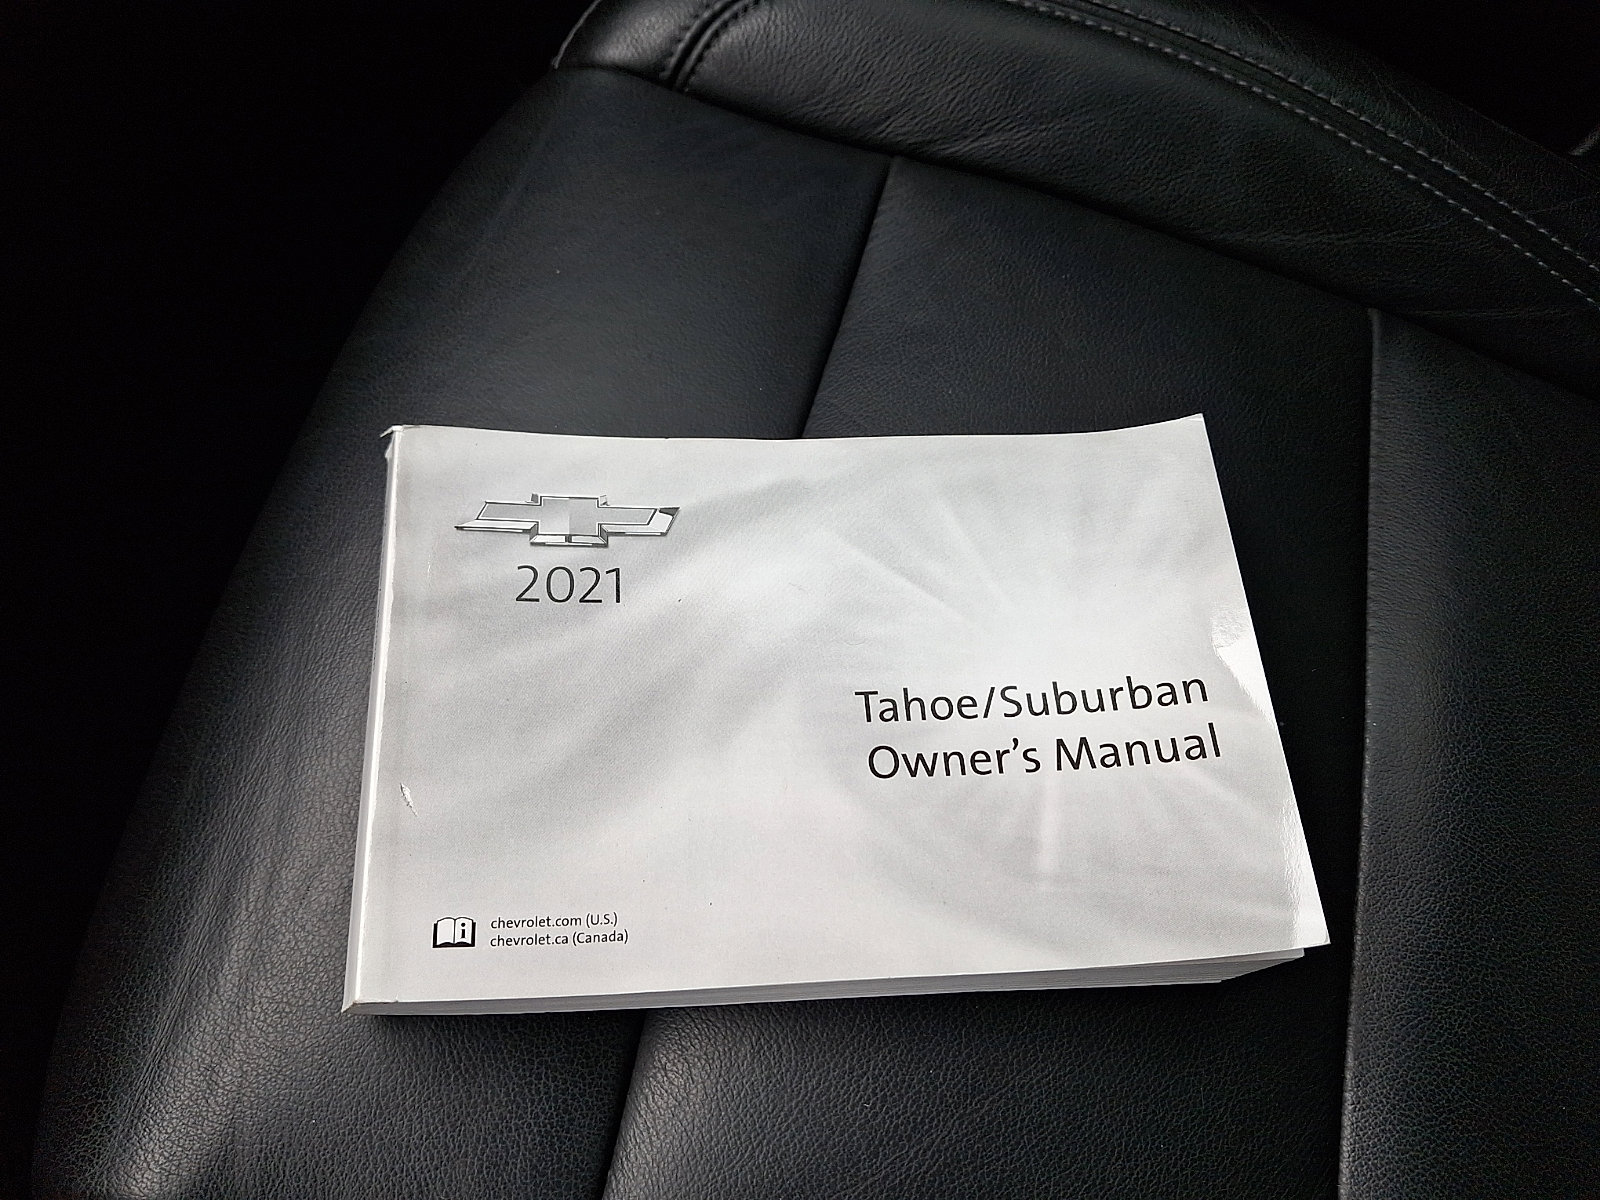 2021
Tahoe/Suburban
Owner's Manual
i
chevrolet.com (U.S.)
chevrolet.ca (Canada)